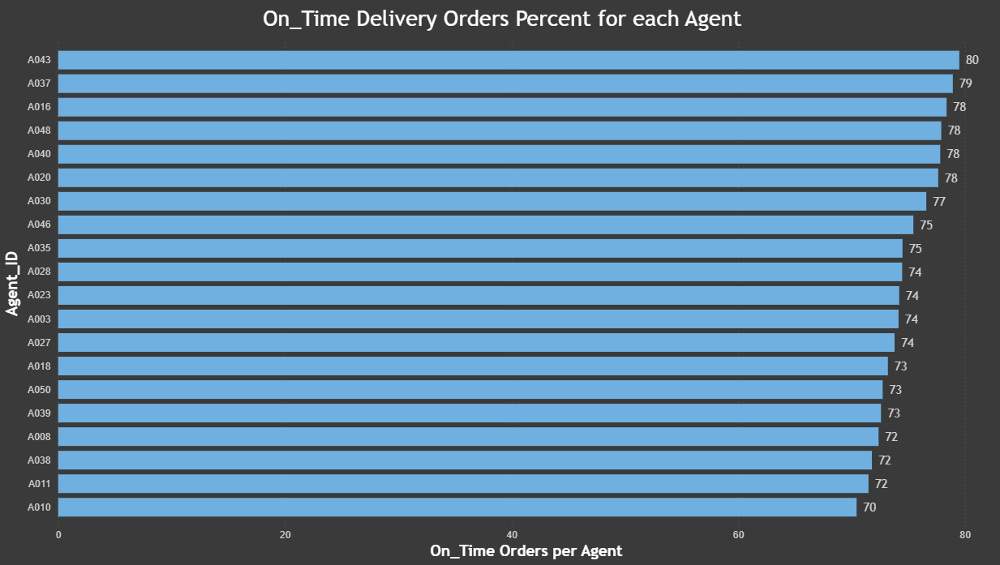 On_Time Delivery Orders Percent for each Agent
Agent_ID
A043 80
A037 79
A016 78
A048 78
A040 78
A020 78
A030 77
A046 75
A035 75
A028 74
A023 74
A003 74
A027 74
A018 73
A050 73
A039 73
A008 72
A038 72
A011 72
A010 70
0 20 40 60 80
On_Time Orders per Agent